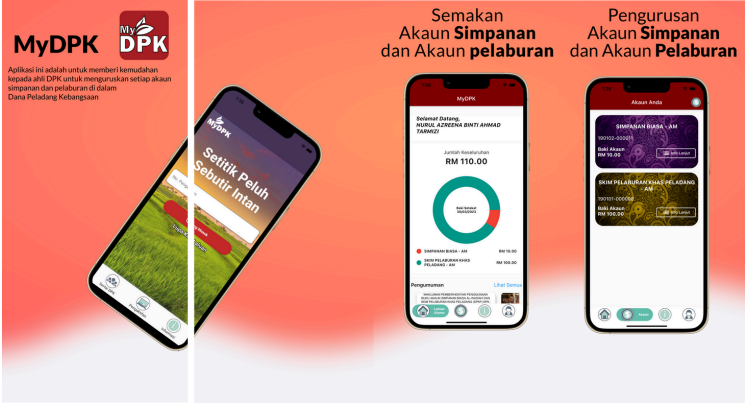 MyDPK
My
DPK
Aplikasi ini adalah untuk memberi kemudahan
kepada ahli DPK untuk menguruskan setiap akaun
simpanan dan pelaburan di dalam
Dana Peladang Kebangsaan
MyDPK
Setitik Peluh
Sebutir Intan
Semakan
Akaun Simpanan
dan Akaun pelaburan
MyDPK
Selamat Datang,
NURUL AZREENA BINTI AHMAD
TARMIZI
Jumlah Keseluruhan
RM 110.00
Baki Setakat
SIMPANAN BIASA - AM RM 10.00
SKIM PELABURAN KHAS
PELADANG - AM RM 100.00
Pengumuman Lihat Semua
Pengurusan
Akaun Simpanan
dan Akaun Pelaburan
Akaun Anda
SIMPANAN BIASA - AM
Baki Akaun
RM 10.00 Info Lanjut
SKIM PELABURAN KHAS PELADANG
- AM
Baki Akaun
RM 100.00 Info Lanjut